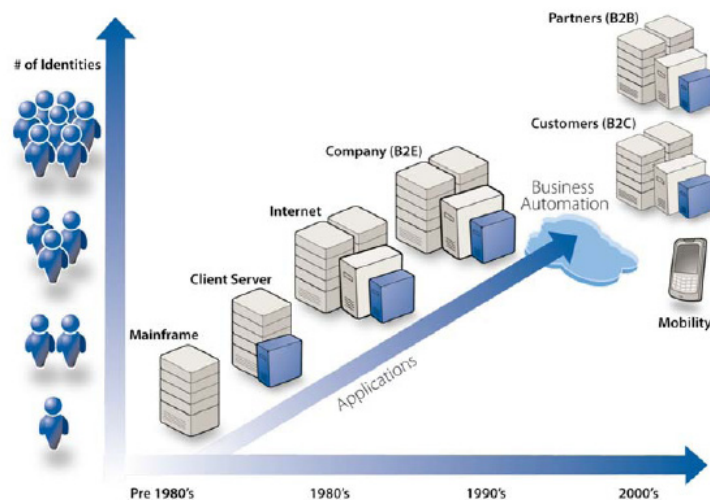 Partners (B2B)
# of Identities
Customers (B2C)
Company (B2E)
Business
Automation
Internet
Client Server
Mainframe
Mobility
Applications
Pre 1980's
1980's
1990's
2000's